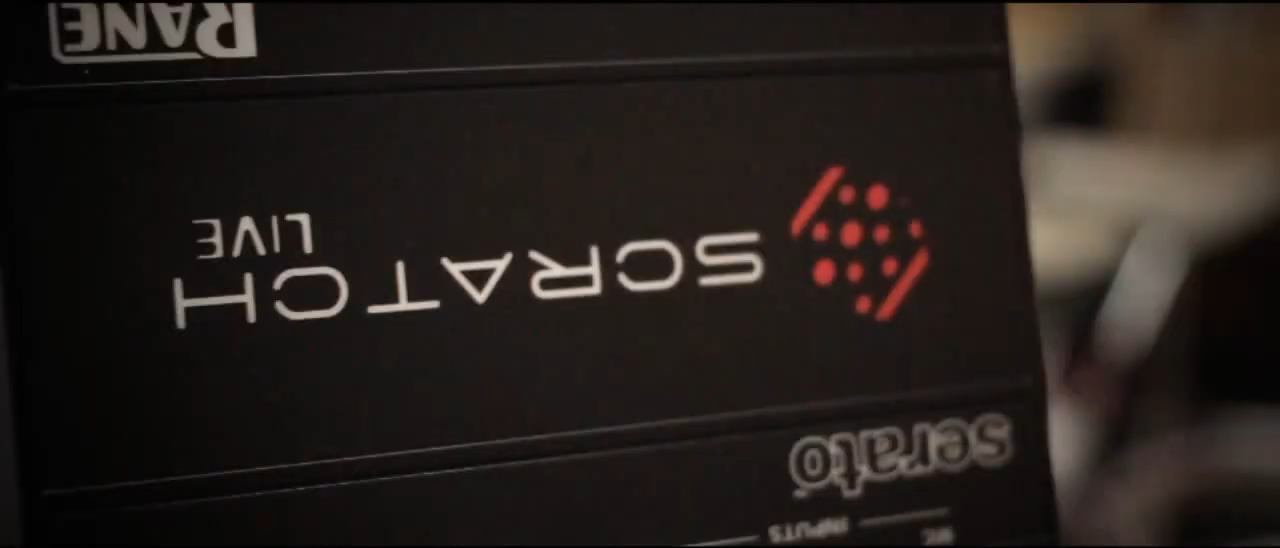 INPUTS
serato
SCRATCH
LIVE
RANE